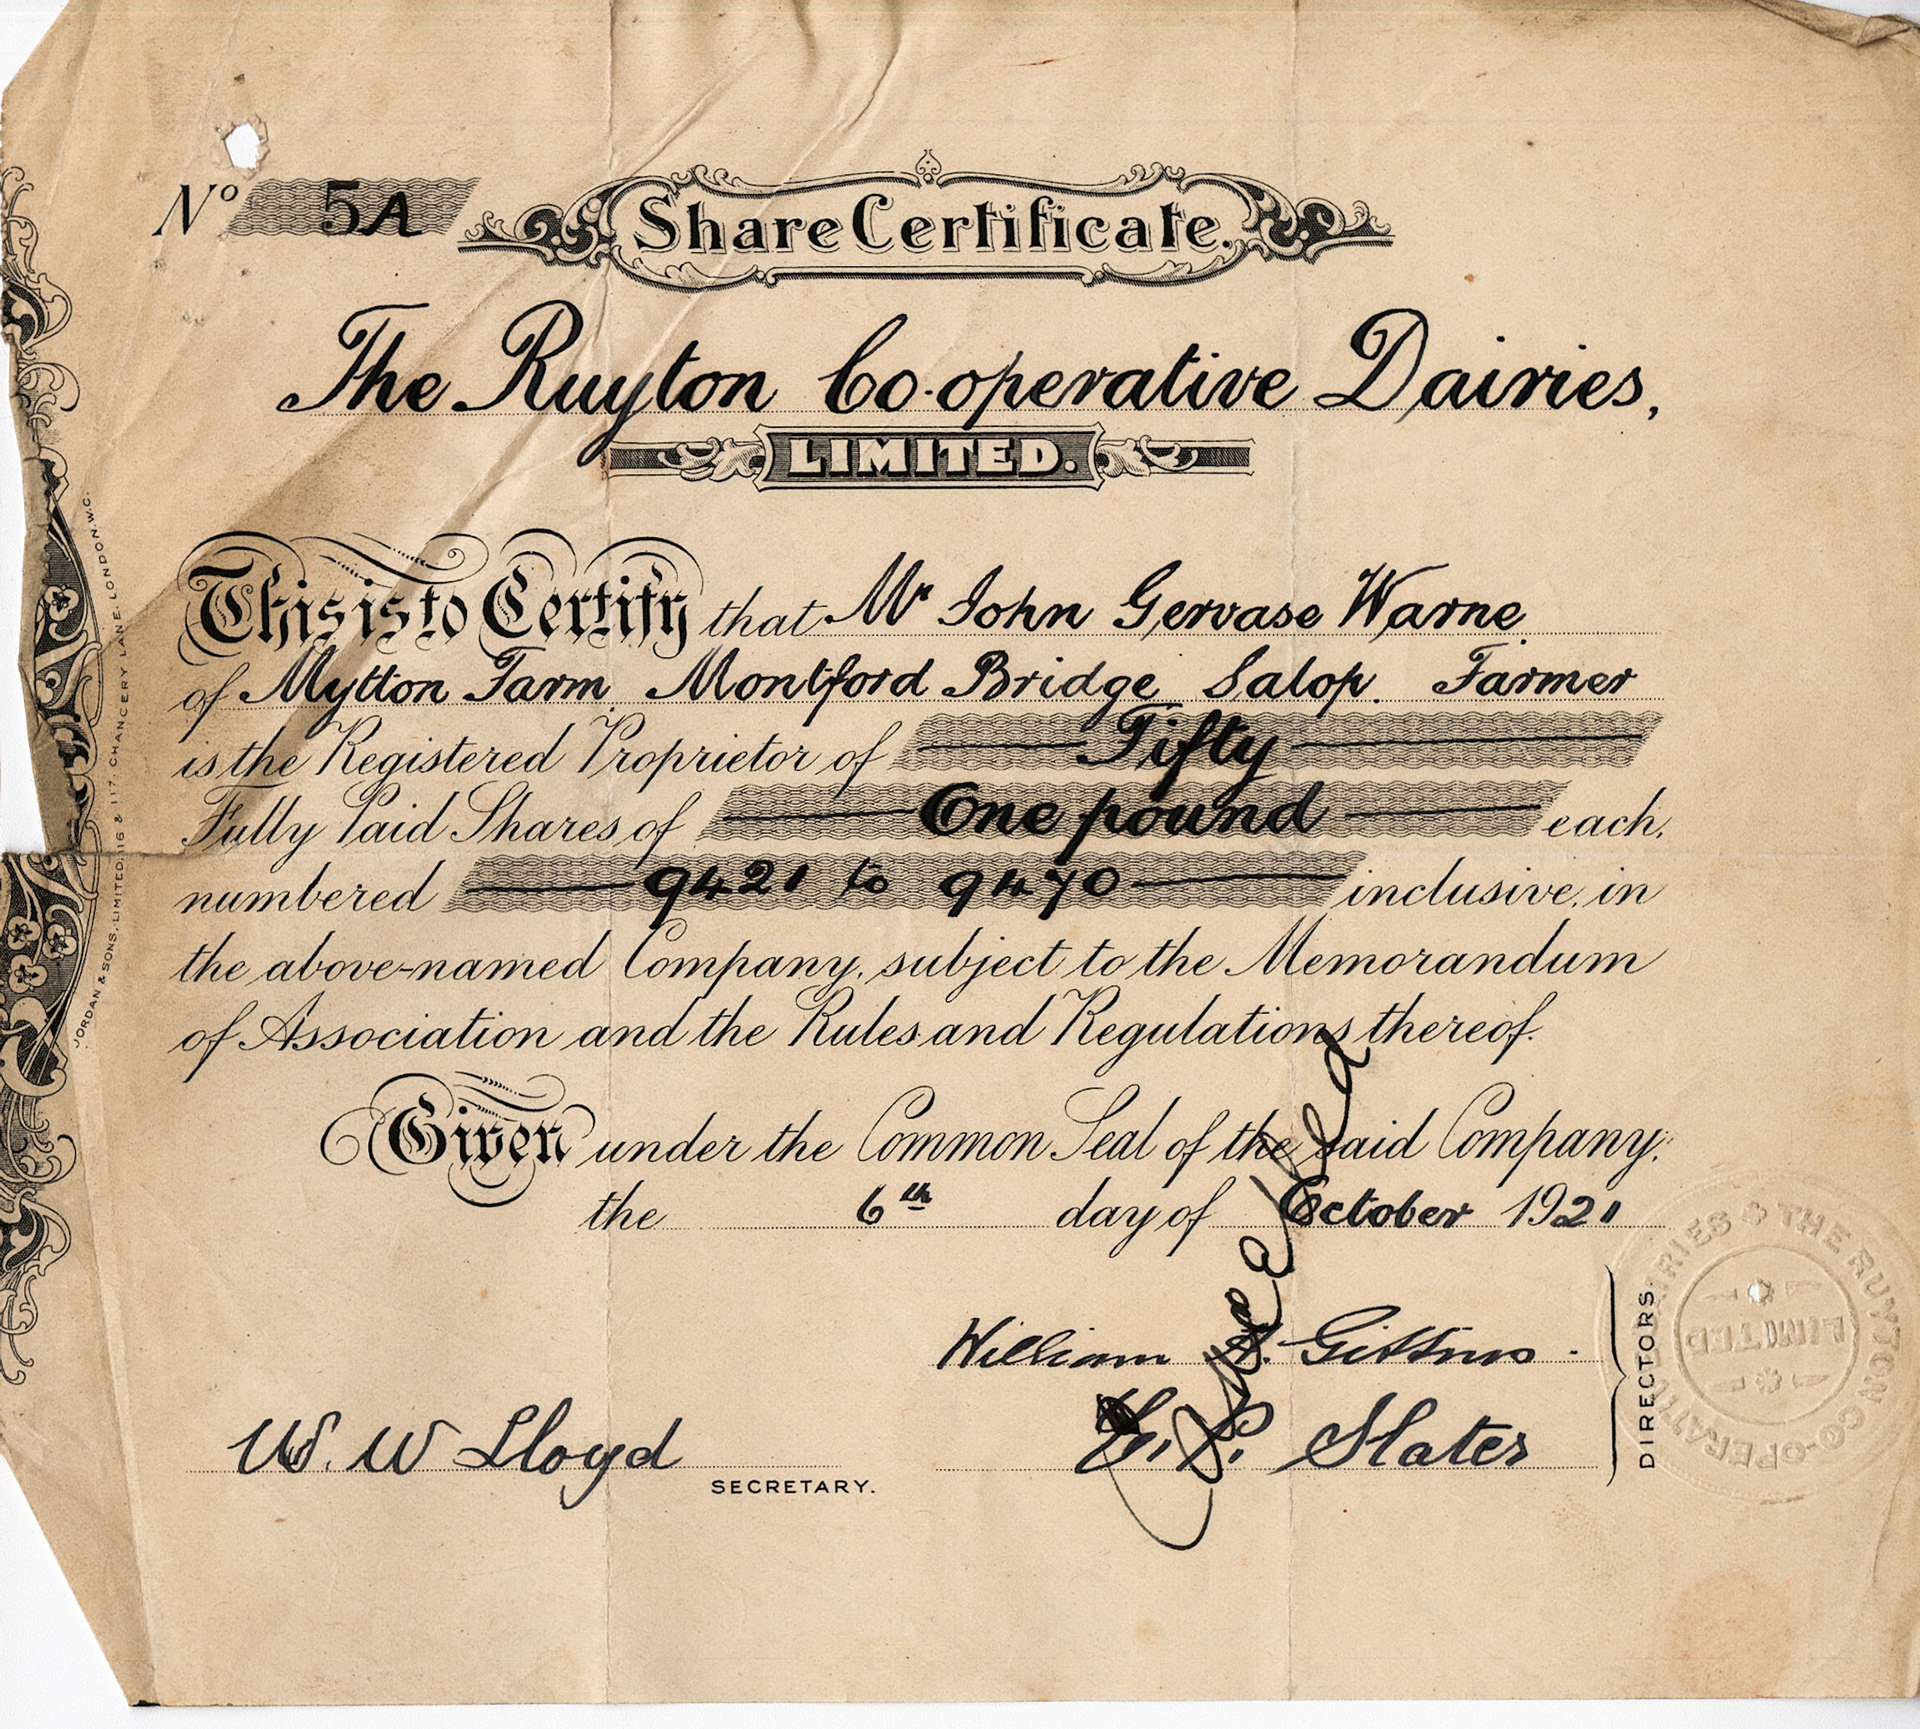 No 5A
Share Certificate.
The Ruyton Co-operative Dairies,
LIMITED.
This is to Certify that Mr John Gervase Warne
of Mytton Farm Montford Bridge Salop. Farmer
is the Registered Proprietor of Fifty
Fully Paid Shares of One pound each,
numbered 9421 to 9470 inclusive, in
the above-named Company, subject to the Memorandum
of Association and the Rules and Regulations thereof.
Given under the Common Seal of the said Company,
the 6th day of October 1921
Cancelled
William A. Gittins
W. W Lloyd
SECRETARY.
Slater
DIRECTORS.
THE RUYTON CO-OPERATIVE DAIRIES
LIMITED
JORDAN & SONS, LIMITED, 116 & 117, CHANCERY LANE, LONDON, W.C.